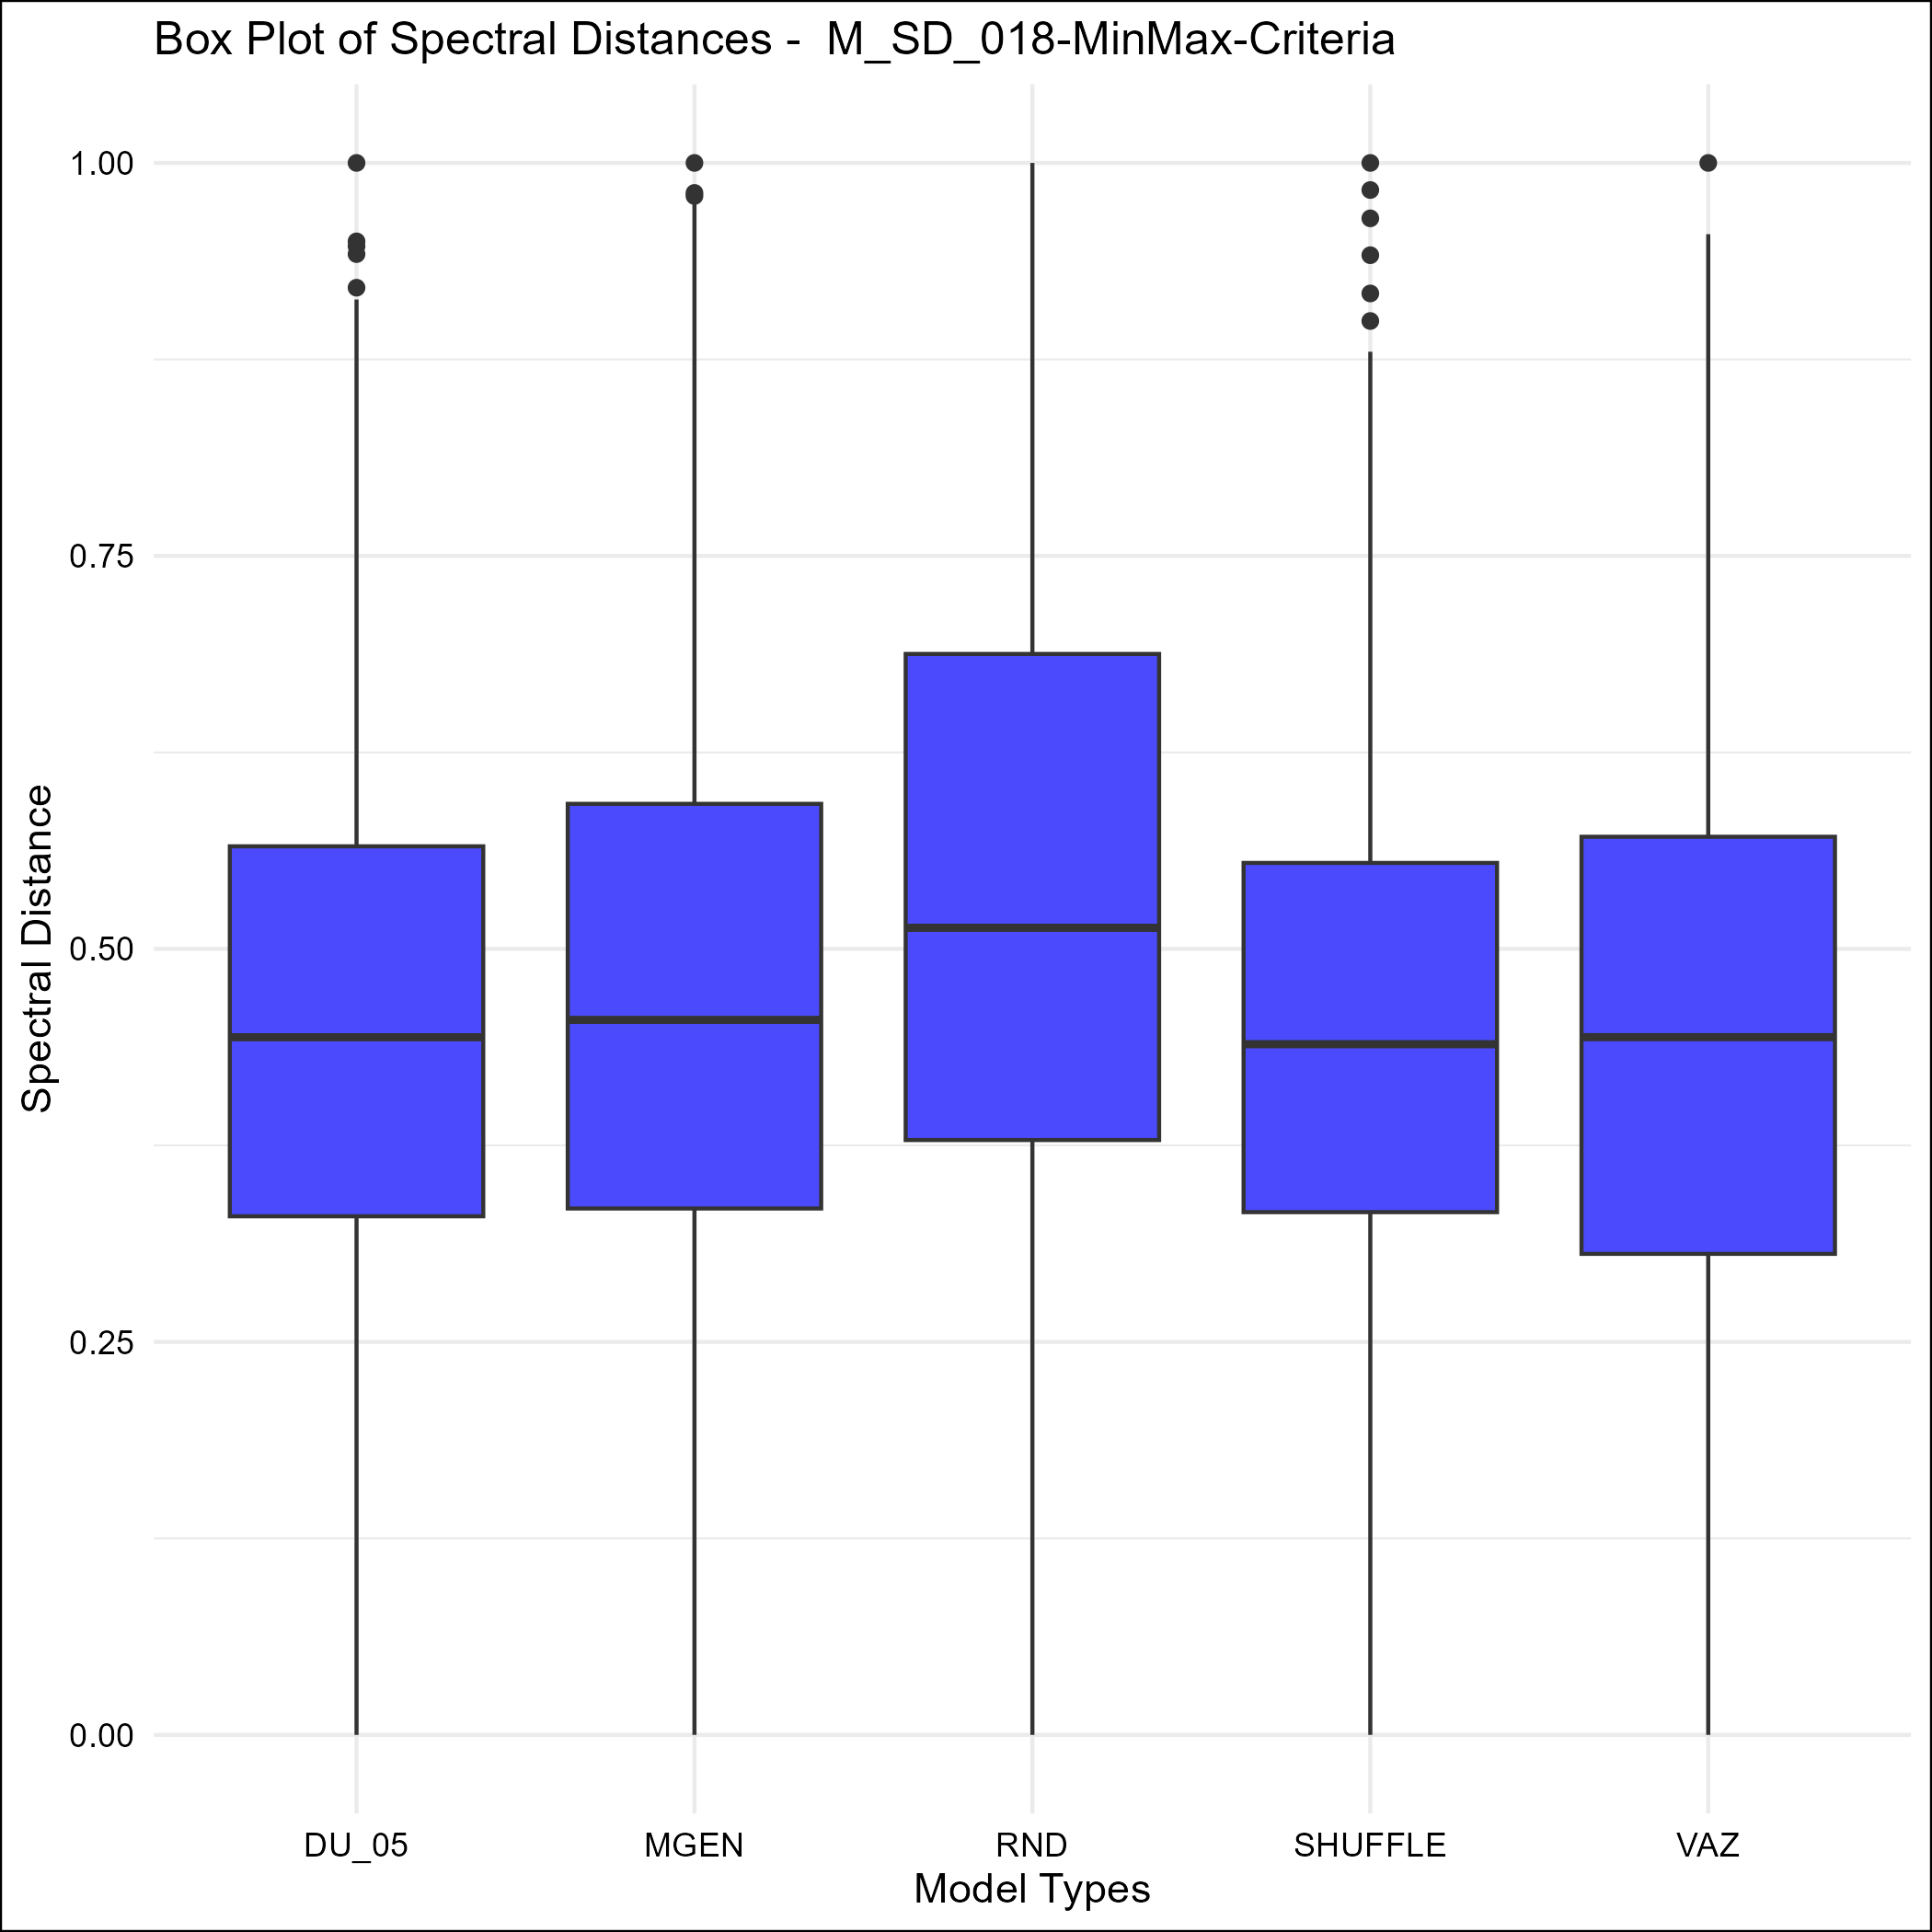 Box Plot of Spectral Distances -  M_SD_018-MinMax-Criteria
Spectral Distance
1.00
0.75
0.50
0.25
0.00
DU_05 MGEN RND SHUFFLE VAZ
Model Types